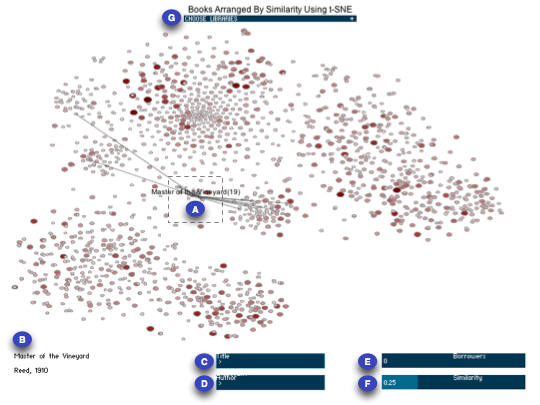 Books Arranged By Similarity Using t-SNE
G CHOOSE LIBRARIES +
Master of the Vineyard(19)
A
B
Master of the Vineyard
Reed, 1910
C Title
>
D Author
>
E Borrowers
0
F Similarity
0.25